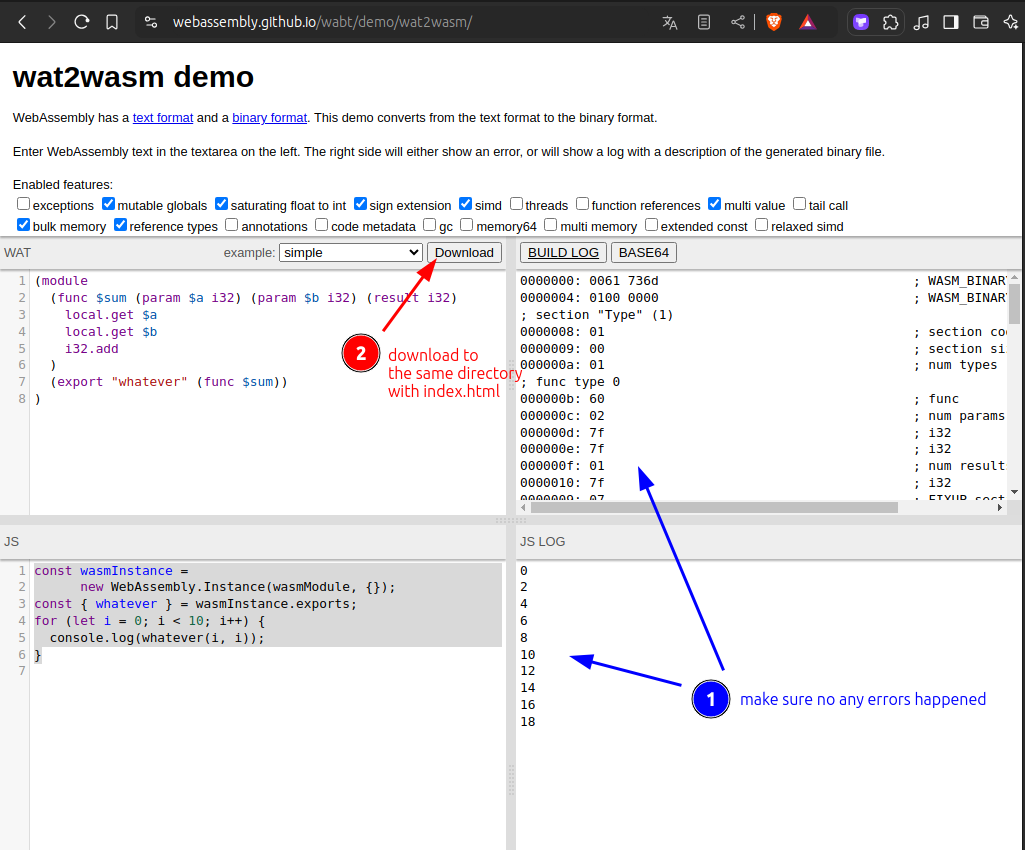 webassembly.github.io/wabt/demo/wat2wasm/
wat2wasm demo
WebAssembly has a text format and a binary format. This demo converts from the text format to the binary format.
Enter WebAssembly text in the textarea on the left. The right side will either show an error, or will show a log with a description of the generated binary file.
Enabled features:
exceptions mutable globals saturating float to int sign extension simd threads function references multi value tail call
bulk memory reference types annotations code metadata gc memory64 multi memory extended const relaxed simd
WAT example: simple Download
1 (module
2 (func $sum (param $a i32) (param $b i32) (result i32)
3 local.get $a
4 local.get $b
5 i32.add
6 )
7 (export "whatever" (func $sum))
8 )
2
download to
the same directory
with index.html
BUILD LOG BASE64
0000000: 0061 736d ; WASM_BINARY
0000004: 0100 0000 ; WASM_BINARY
; section "Type" (1)
0000008: 01 ; section co
0000009: 00 ; section si
000000a: 01 ; num types
; func type 0
000000b: 60 ; func
000000c: 02 ; num params
000000d: 7f ; i32
000000e: 7f ; i32
000000f: 01 ; num result
0000010: 7f ; i32
0000009: 07 ; FIXUP sect
JS
1 const wasmInstance =
2 new WebAssembly.Instance(wasmModule, {});
3 const { whatever } = wasmInstance.exports;
4 for (let i = 0; i < 10; i++) {
5 console.log(whatever(i, i));
6 }
7
JS LOG
0
2
4
6
8
10
12
14
16
18
1 make sure no any errors happened